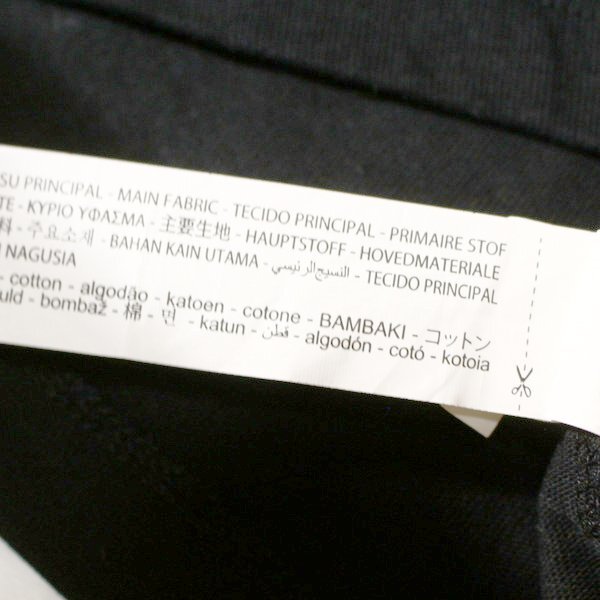 SU PRINCIPAL - MAIN FABRIC - TECIDO PRINCIPAL - PRIMAIRE STOF
TE - ΚΥΡΙΟ ΥΦΑΣΜΑ - 主要生地 - HAUPTSTOFF - HOVEDMATERIALE
料 - 주요소재 - BAHAN KAIN UTAMA - النسيج الرئيسي - TECIDO PRINCIPAL
NAGUSIA
- cotton - algodão - katoen - cotone - BAMBAKI - コットン
uld - bombaž - 棉 - 면 - katun - قطن - algodón - cotó - kotoia